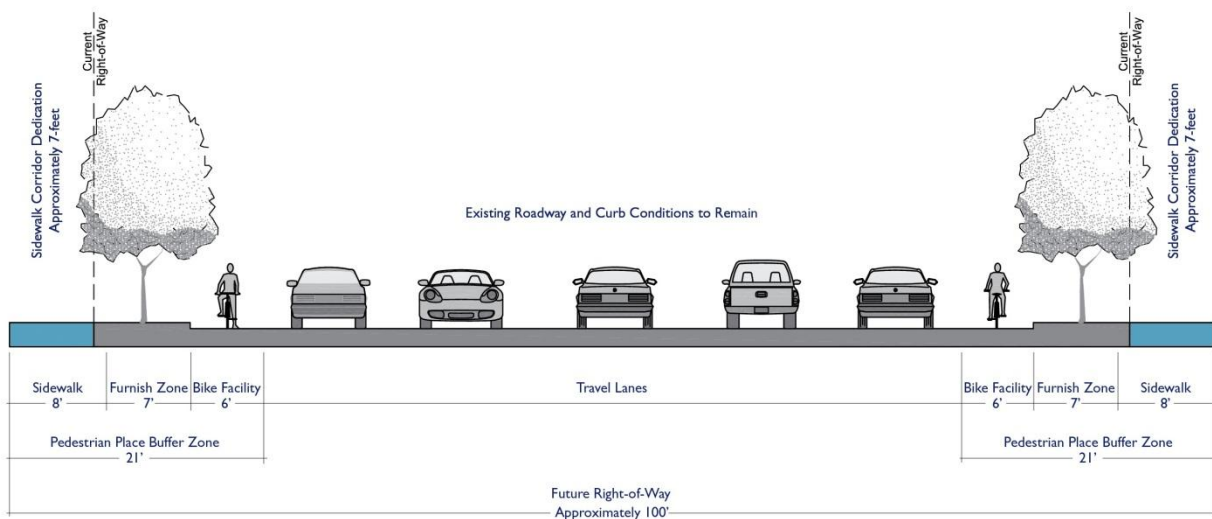 Sidewalk Corridor Dedication
Approximately 7-feet
Current
Right-of-Way
Current
Right-of-Way
Sidewalk Corridor Dedication
Approximately 7-feet
Existing Roadway and Curb Conditions to Remain
Sidewalk
8'
Furnish Zone
7'
Bike Facility
6'
Travel Lanes
Bike Facility
6'
Furnish Zone
7'
Sidewalk
8'
Pedestrian Place Buffer Zone
21'
Pedestrian Place Buffer Zone
21'
Future Right-of-Way
Approximately 100'